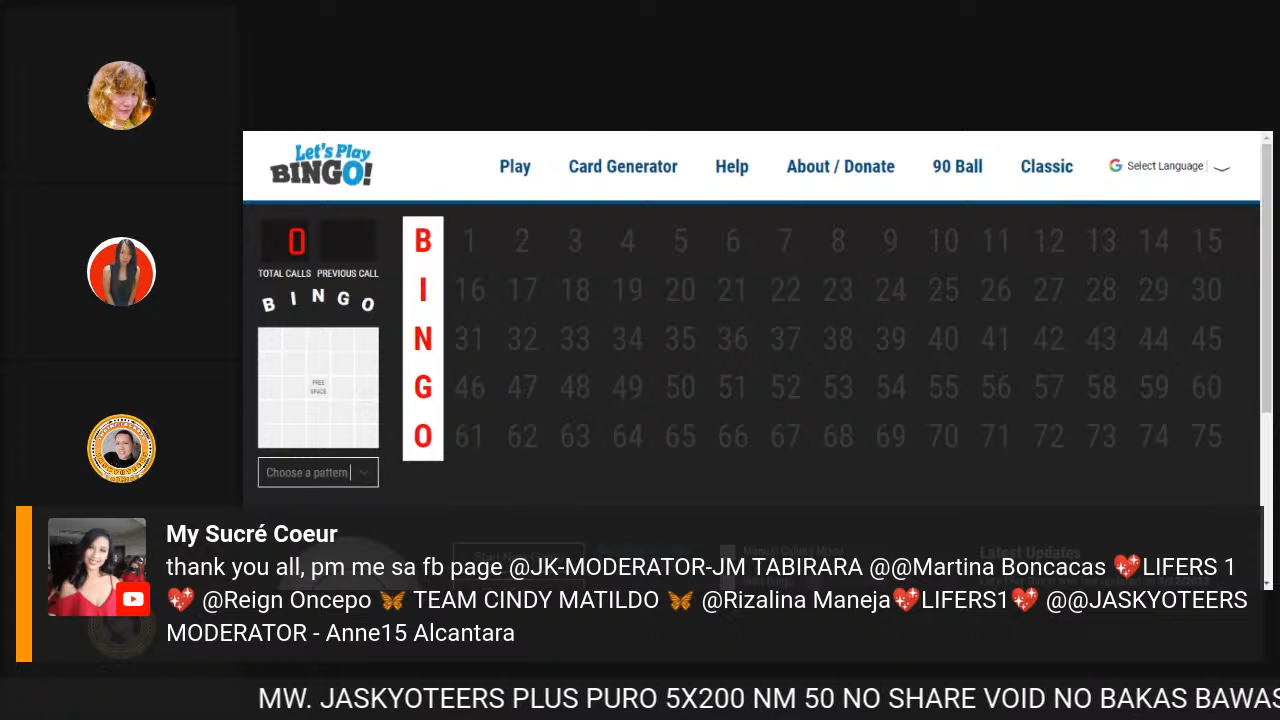 Let's Play
BINGO!
Play Card Generator Help About / Donate 90 Ball Classic Select Language
0
TOTAL CALLS PREVIOUS CALL
B I N G O
FREE
SPACE
Choose a pattern
B 1 2 3 4 5 6 7 8 9 10 11 12 13 14 15
I 16 17 18 19 20 21 22 23 24 25 26 27 28 29 30
N 31 32 33 34 35 36 37 38 39 40 41 42 43 44 45
G 46 47 48 49 50 51 52 53 54 55 56 57 58 59 60
O 61 62 63 64 65 66 67 68 69 70 71 72 73 74 75
Latest Updates
My Sucré Coeur
thank you all, pm me sa fb page @JK-MODERATOR-JM TABIRARA @@Martina Boncacas 💖LIFERS 1
💖 @Reign Oncepo 🦋 TEAM CINDY MATILDO 🦋 @Rizalina Maneja💖LIFERS1💖 @@JASKYOTEERS
MODERATOR - Anne15 Alcantara
MW. JASKYOTEERS PLUS PURO 5X200 NM 50 NO SHARE VOID NO BAKAS BAWAS